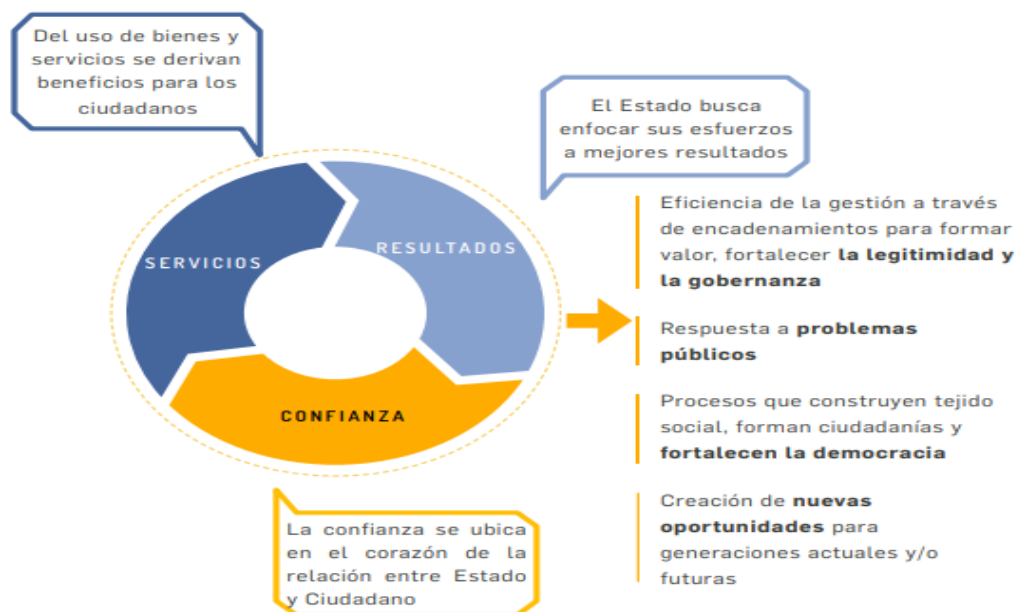 Del uso de bienes y
servicios se derivan
beneficios para los
ciudadanos
El Estado busca
enfocar sus esfuerzos
a mejores resultados
SERVICIOS
RESULTADOS
CONFIANZA
Eficiencia de la gestión a través
de encadenamientos para formar
valor, fortalecer la legitimidad y
la gobernanza
Respuesta a problemas
públicos
Procesos que construyen tejido
social, forman ciudadanías y
fortalecen la democracia
Creación de nuevas
oportunidades para
generaciones actuales y/o
futuras
La confianza se ubica
en el corazón de la
relación entre Estado
y Ciudadano